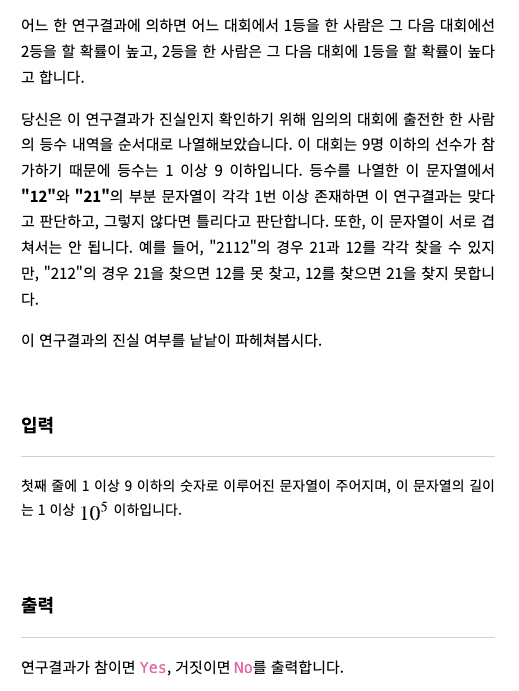 어느 한 연구결과에 의하면 어느 대회에서 1등을 한 사람은 그 다음 대회에선
2등을 할 확률이 높고, 2등을 한 사람은 그 다음 대회에 1등을 할 확률이 높다
고 합니다.
당신은 이 연구결과가 진실인지 확인하기 위해 임의의 대회에 출전한 한 사람
의 등수 내역을 순서대로 나열해보았습니다. 이 대회는 9명 이하의 선수가 참
가하기 때문에 등수는 1 이상 9 이하입니다. 등수를 나열한 이 문자열에서
"12"와 "21"의 부분 문자열이 각각 1번 이상 존재하면 이 연구결과는 맞다
고 판단하고, 그렇지 않다면 틀리다고 판단합니다. 또한, 이 문자열이 서로 겹
쳐서는 안 됩니다. 예를 들어, "2112"의 경우 21과 12를 각각 찾을 수 있지
만, "212"의 경우 21을 찾으면 12를 못 찾고, 12를 찾으면 21을 찾지 못합니
다.
이 연구결과의 진실 여부를 낱낱이 파헤쳐봅시다.
입력
첫째 줄에 1 이상 9 이하의 숫자로 이루어진 문자열이 주어지며, 이 문자열의 길이
는 1 이상 10⁵ 이하입니다.
출력
연구결과가 참이면 Yes, 거짓이면 No를 출력합니다.